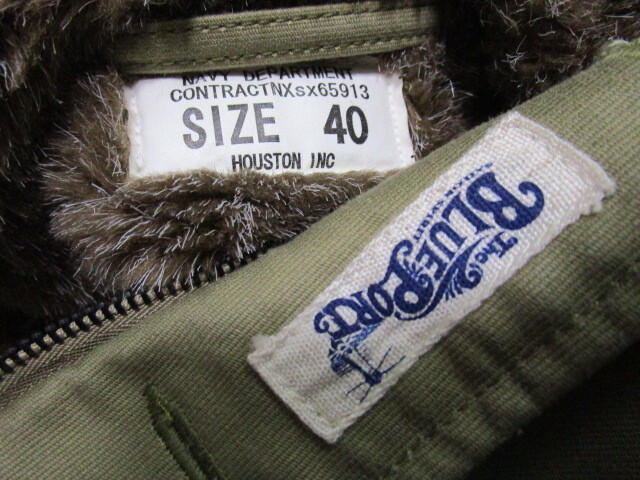 NAVY DEPARTMENT
CONTRACTNXsx65913
SIZE 40
HOUSTON INC
The
BLUEPORT